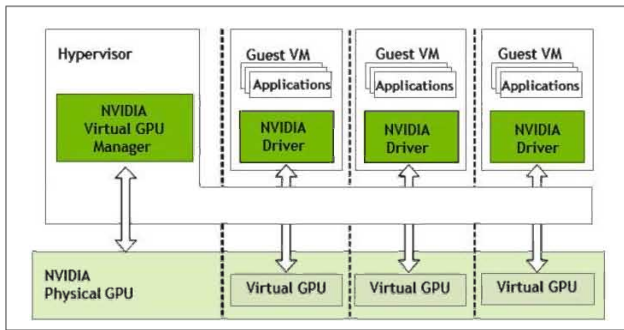 Hypervisor
NVIDIA
Virtual GPU
Manager
Guest VM
Applications
NVIDIA
Driver
Guest VM
Applications
NVIDIA
Driver
Guest VM
Applications
NVIDIA
Driver
NVIDIA
Physical GPU
Virtual GPU
Virtual GPU
Virtual GPU